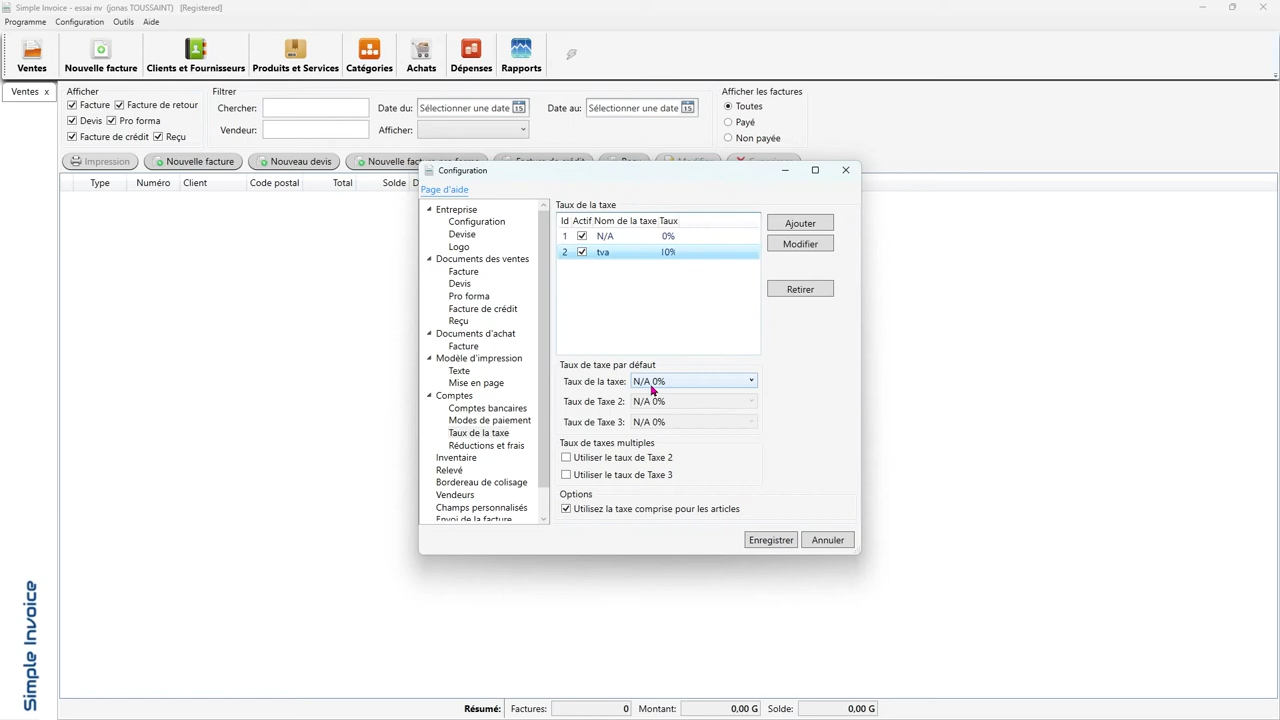 Simple Invoice - essai nv (jonas TOUSSAINT) [Registered]
Programme Configuration Outils Aide
Ventes Nouvelle facture Clients et Fournisseurs Produits et Services Catégories Achats Dépenses Rapports
Ventes x
Afficher
Facture Facture de retour
Devis Pro forma
Facture de crédit Reçu
Filtrer
Chercher: Date du: Sélectionner une date 15 Date au: Sélectionner une date 15
Vendeur: Afficher:
Afficher les factures
Toutes
Payé
Non payée
Impression Nouvelle facture Nouveau devis
Type Numéro Client Code postal Total Solde
Configuration
Page d'aide
Entreprise
Configuration
Devise
Logo
Documents des ventes
Facture
Devis
Pro forma
Facture de crédit
Reçu
Documents d'achat
Facture
Modèle d'impression
Texte
Mise en page
Comptes
Comptes bancaires
Modes de paiement
Taux de la taxe
Réductions et frais
Inventaire
Relevé
Bordereau de colisage
Vendeurs
Champs personnalisés
Envoi de la facture
Taux de la taxe
Id Actif Nom de la taxe Taux
1 N/A 0%
2 tva 10%
Ajouter
Modifier
Retirer
Taux de taxe par défaut
Taux de la taxe: N/A 0%
Taux de Taxe 2: N/A 0%
Taux de Taxe 3: N/A 0%
Taux de taxes multiples
Utiliser le taux de Taxe 2
Utiliser le taux de Taxe 3
Options
Utilisez la taxe comprise pour les articles
Enregistrer Annuler
Simple Invoice
Résumé: Factures: 0 Montant: 0,00 G Solde: 0,00 G